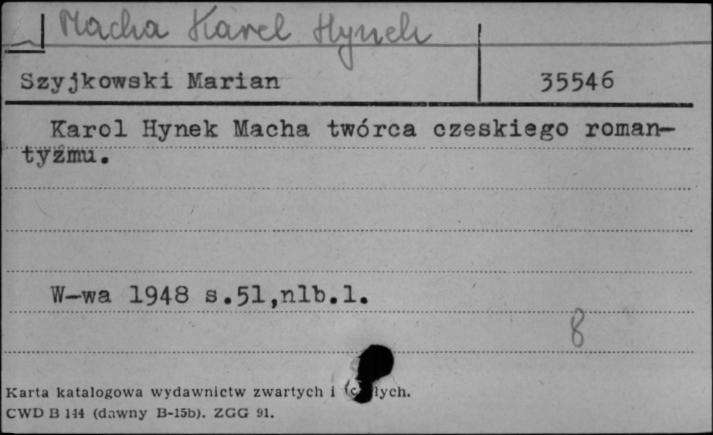 Macha Karel Hynek
Szyjkowski Marian 35546
Karol Hynek Macha twórca czeskiego roman-
tyzmu.
W-wa 1948 s.51,nlb.1.
8
Karta katalogowa wydawnictw zwartych i
CWD B 144 (dawny B-15b). ZGG 91.